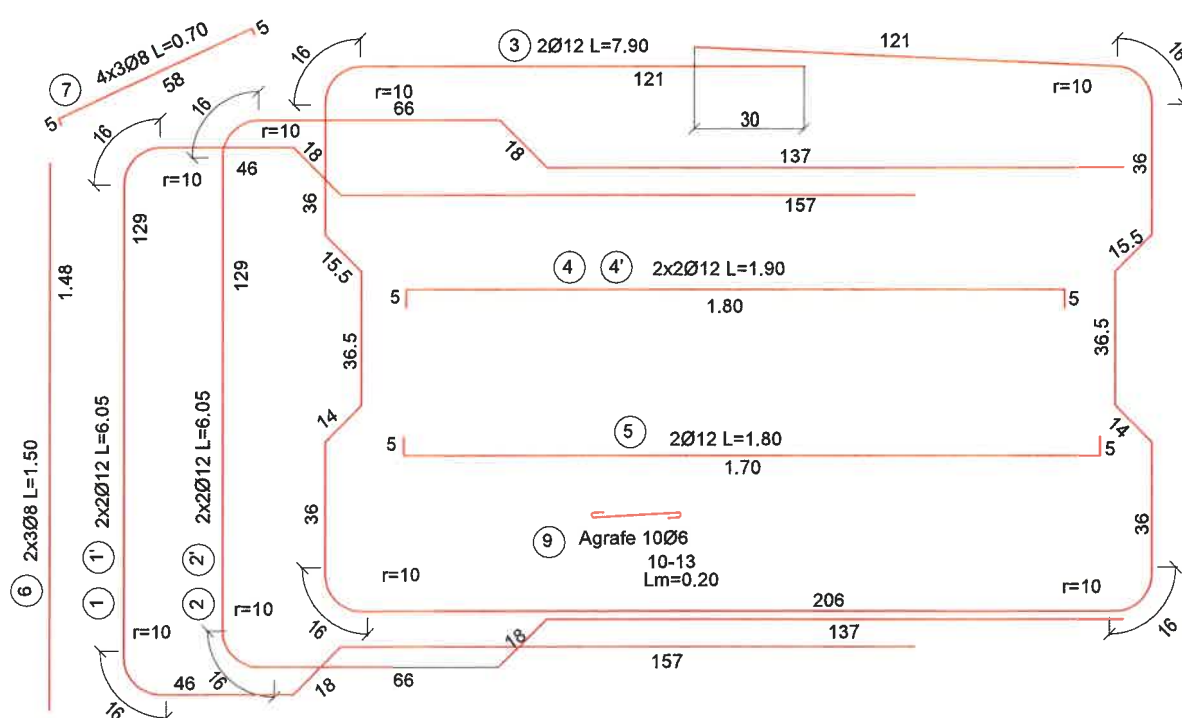 5
7 4x3Ø8 L=0.70
58
5
16
3 2Ø12 L=7.90
121
121
16
r=10
r=10
30
16
16
r=10
66
18
137
r=10
46
18
157
36
36
129
129
1.48
15.5
15.5
4 4' 2x2Ø12 L=1.90
5
1.80
5
36.5
36.5
14
14
5 2Ø12 L=1.80
5
1.70
5
6 2x3Ø8 L=1.50
1 1' 2x2Ø12 L=6.05
2 2' 2x2Ø12 L=6.05
36
36
9 Agrafe 10Ø6
10-13
Lm=0.20
r=10
r=10
r=10
r=10
16
206
16
18
137
16
46
18
66
157
16